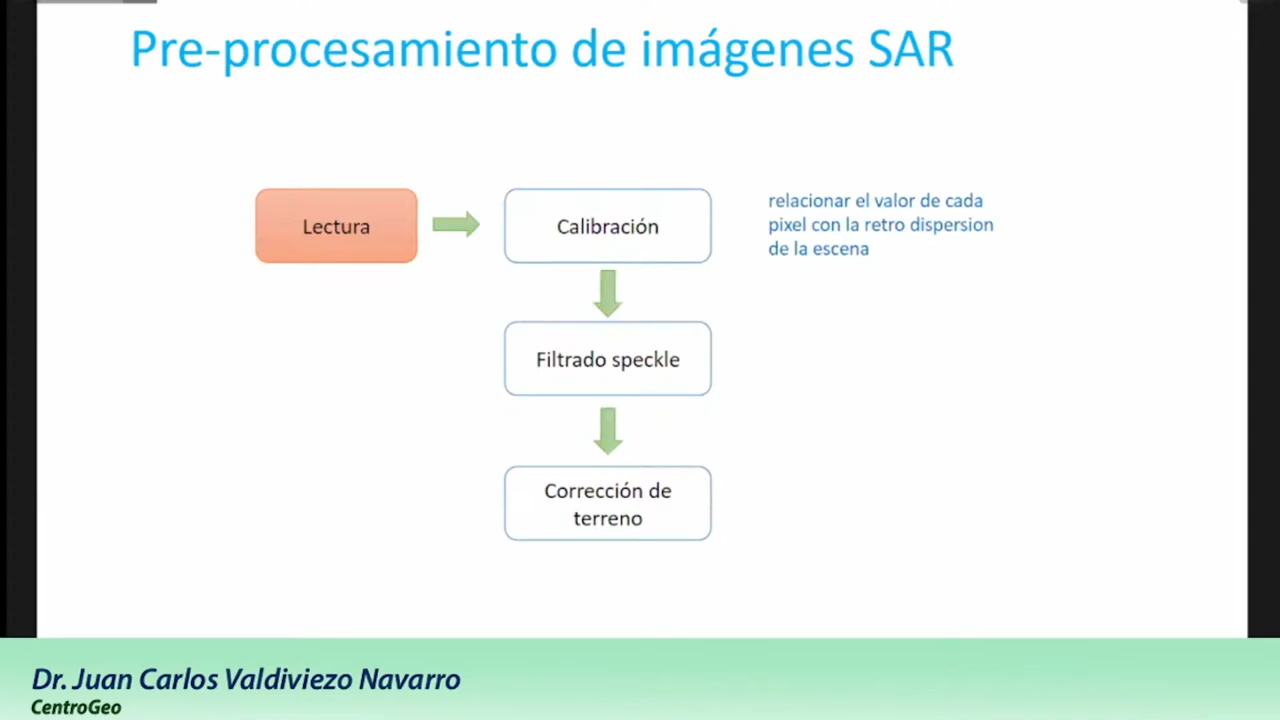 Pre-procesamiento de imágenes SAR
Lectura
Calibración
relacionar el valor de cada
pixel con la retro dispersion
de la escena
Filtrado speckle
Corrección de
terreno
Dr. Juan Carlos Valdiviezo Navarro
CentroGeo